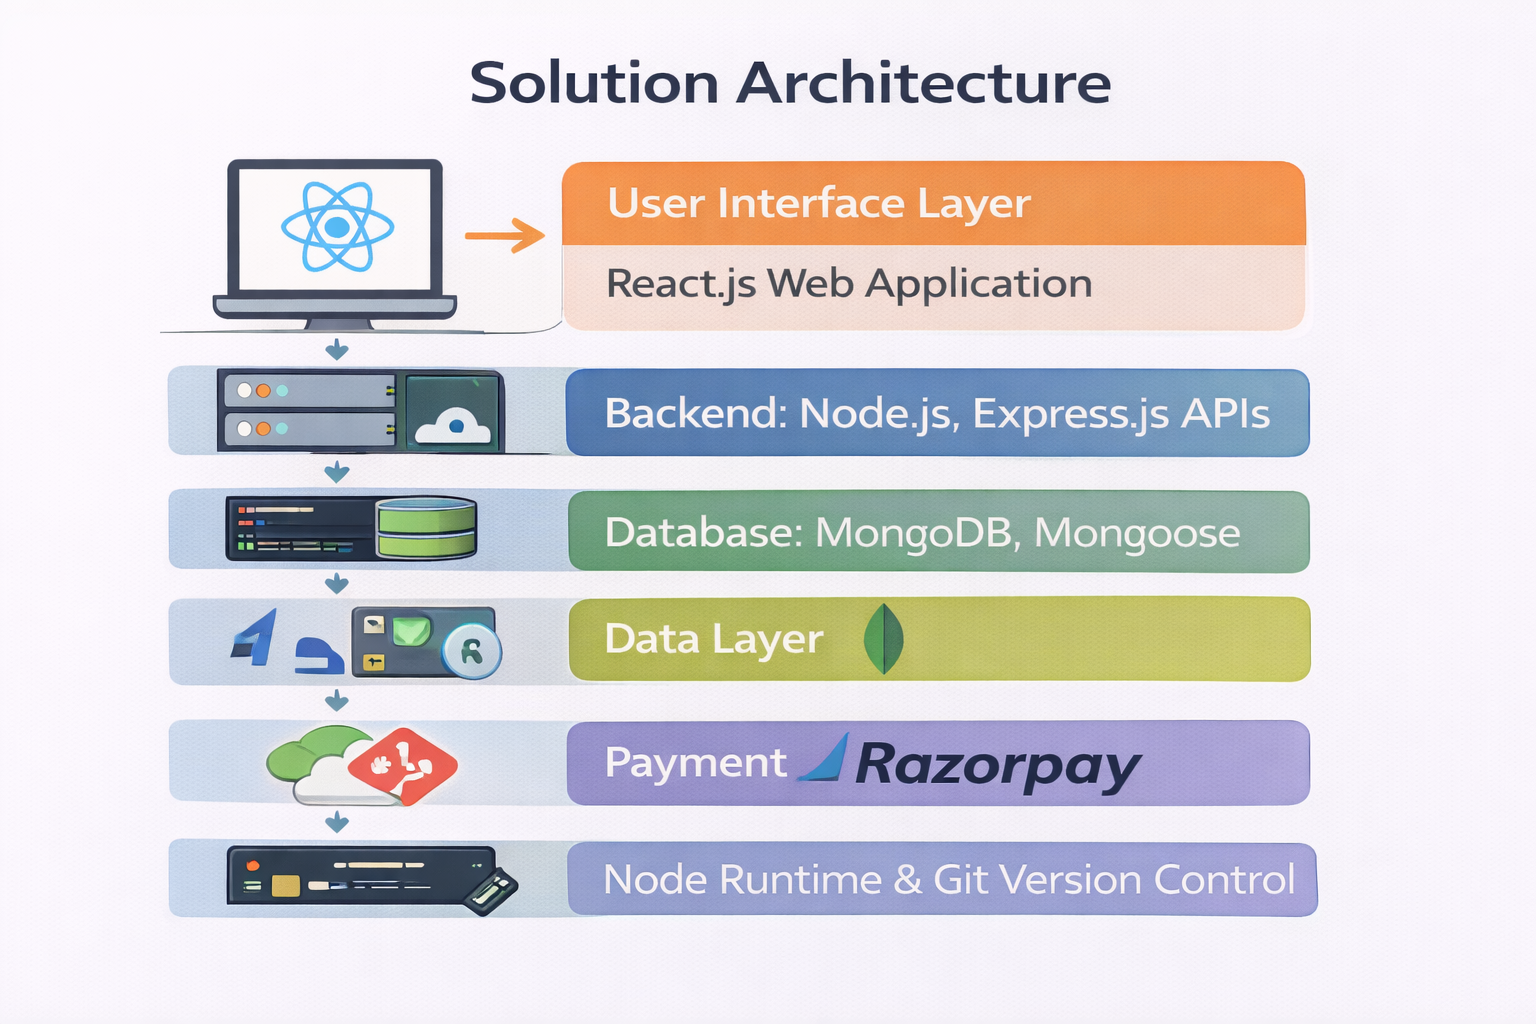 Solution Architecture
User Interface Layer
React.js Web Application
Backend: Node.js, Express.js APIs
Database: MongoDB, Mongoose
Data Layer
Payment Razorpay
Node Runtime & Git Version Control